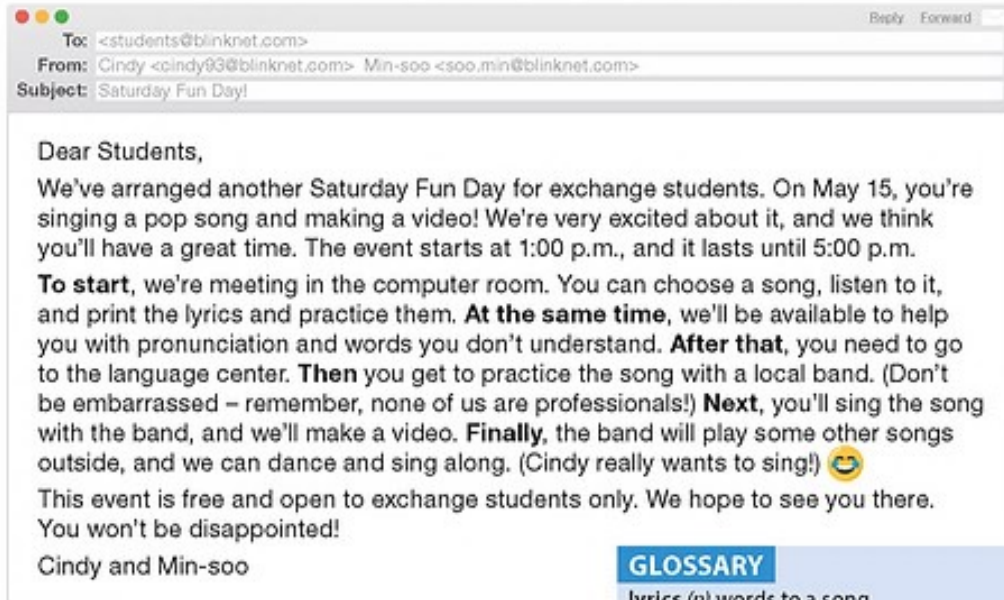 Reply Forward
To: <students@blinknet.com>
From: Cindy <cindy93@blinknet.com> Min-soo <soo.min@blinknet.com>
Subject: Saturday Fun Day!
Dear Students,
We've arranged another Saturday Fun Day for exchange students. On May 15, you're
singing a pop song and making a video! We're very excited about it, and we think
you'll have a great time. The event starts at 1:00 p.m., and it lasts until 5:00 p.m.
To start, we're meeting in the computer room. You can choose a song, listen to it,
and print the lyrics and practice them. At the same time, we'll be available to help
you with pronunciation and words you don't understand. After that, you need to go
to the language center. Then you get to practice the song with a local band. (Don't
be embarrassed – remember, none of us are professionals!) Next, you'll sing the song
with the band, and we'll make a video. Finally, the band will play some other songs
outside, and we can dance and sing along. (Cindy really wants to sing!) 😂
This event is free and open to exchange students only. We hope to see you there.
You won't be disappointed!
Cindy and Min-soo
GLOSSARY
lyrics (n) words to a song